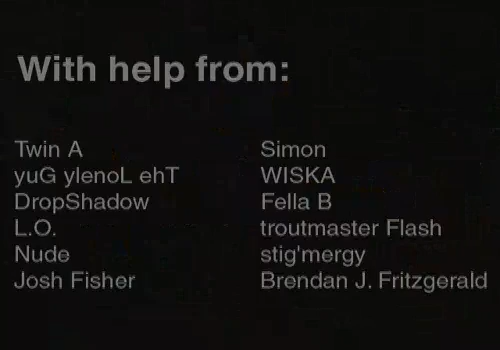 With help from:
Twin A
yuG ylenoL ehT
DropShadow
L.O.
Nude
Josh Fisher
Simon
WISKA
Fella B
troutmaster Flash
stig'mergy
Brendan J. Fritzgerald